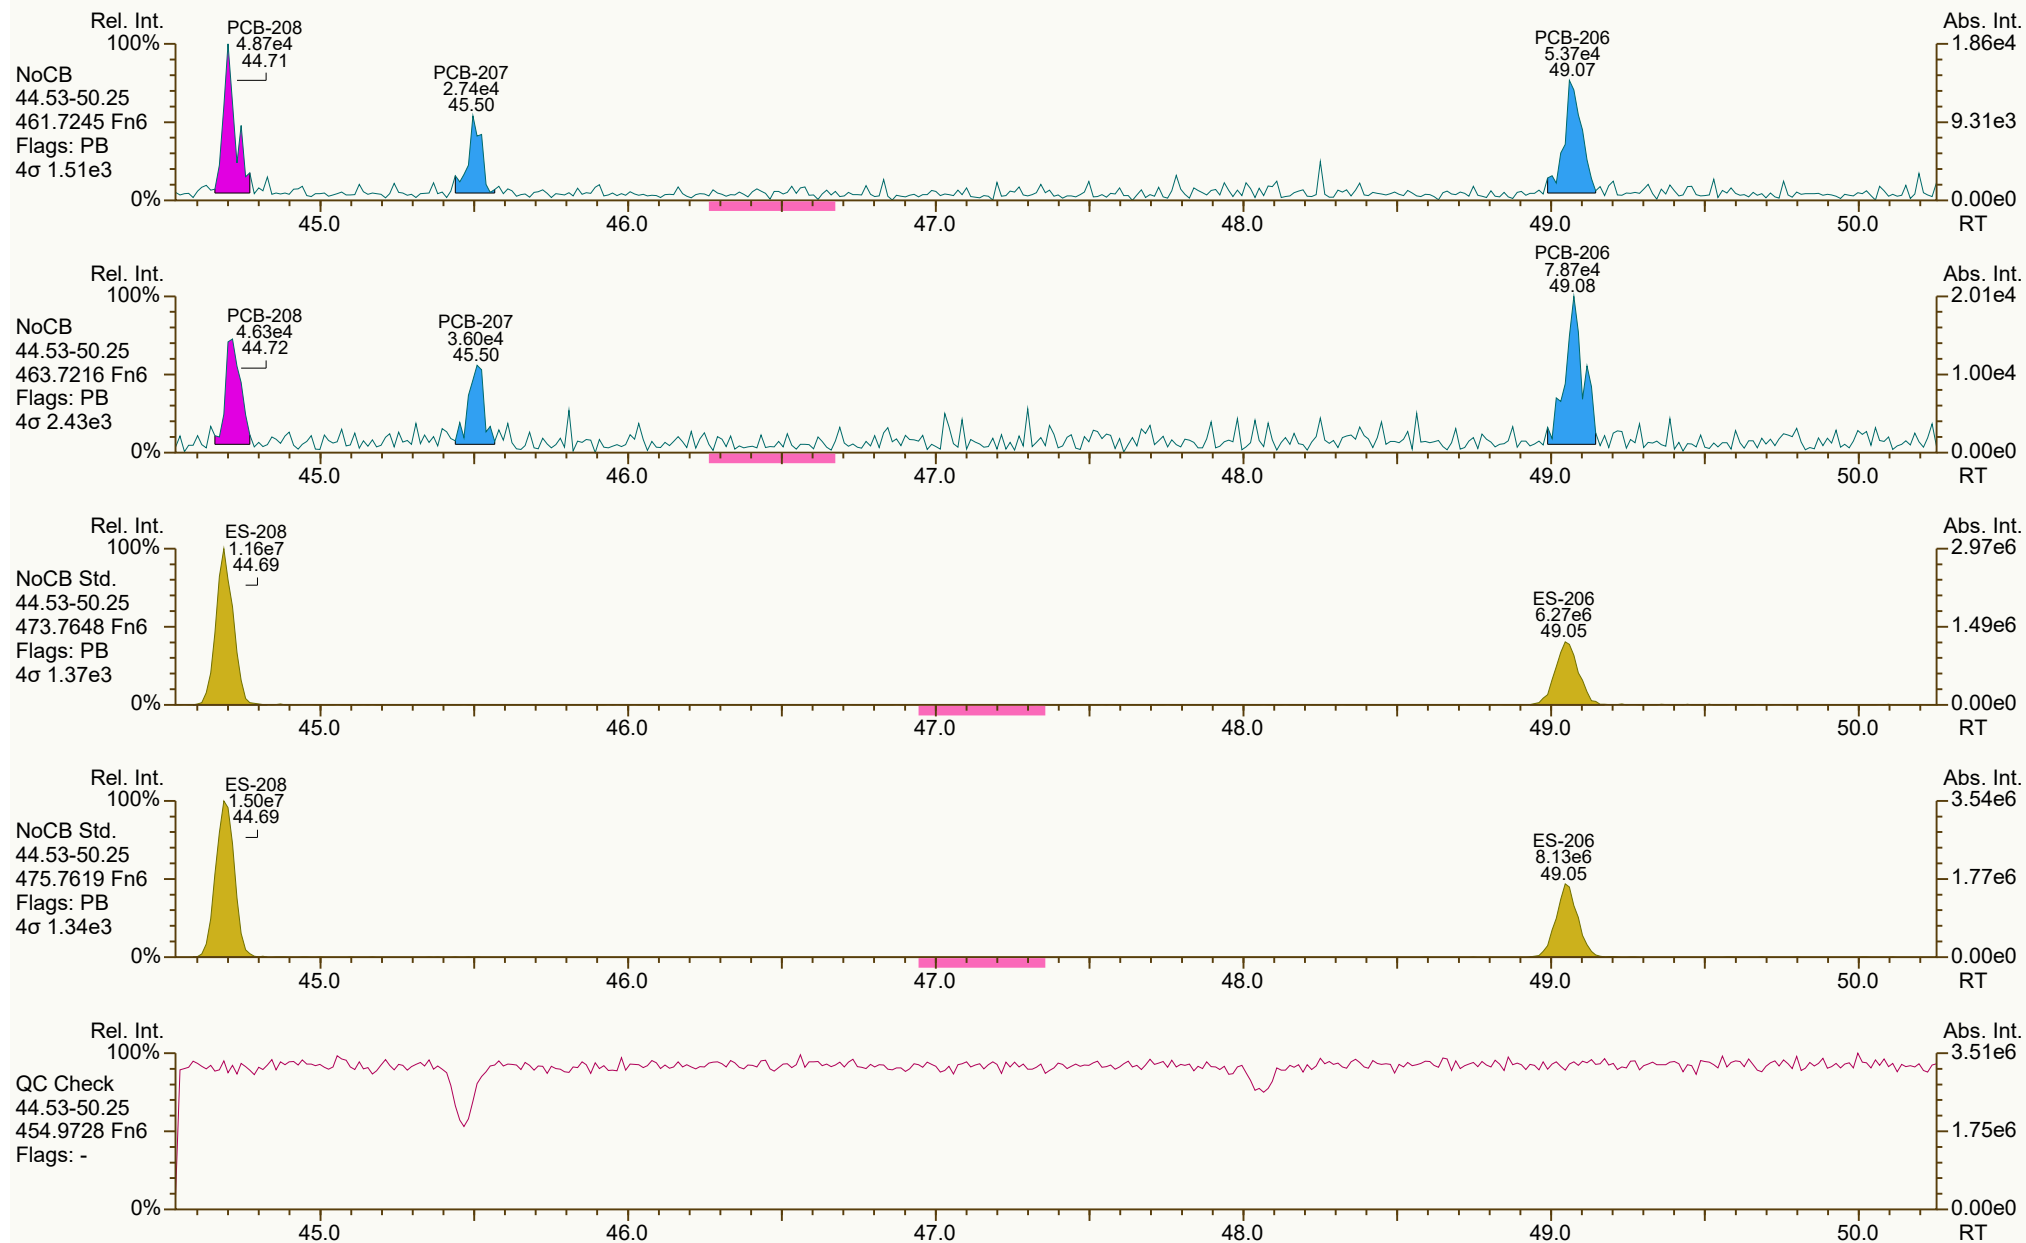 Rel. Int.
Abs. Int.
100%
0%
NoCB
44.53-50.25
461.7245 Fn6
Flags: PB
4σ 1.51e3
PCB-208
4.87e4
44.71
PCB-207
2.74e4
45.50
PCB-206
5.37e4
49.07
1.86e4
9.31e3
0.00e0
45.0 46.0 47.0 48.0 49.0 50.0 RT
Rel. Int.
Abs. Int.
100%
0%
NoCB
44.53-50.25
463.7216 Fn6
Flags: PB
4σ 2.43e3
PCB-208
4.63e4
44.72
PCB-207
3.60e4
45.50
PCB-206
7.87e4
49.08
2.01e4
1.00e4
0.00e0
45.0 46.0 47.0 48.0 49.0 50.0 RT
Rel. Int.
Abs. Int.
100%
0%
NoCB Std.
44.53-50.25
473.7648 Fn6
Flags: PB
4σ 1.37e3
ES-208
1.16e7
44.69
ES-206
6.27e6
49.05
2.97e6
1.49e6
0.00e0
45.0 46.0 47.0 48.0 49.0 50.0 RT
Rel. Int.
Abs. Int.
100%
0%
NoCB Std.
44.53-50.25
475.7619 Fn6
Flags: PB
4σ 1.34e3
ES-208
1.50e7
44.69
ES-206
8.13e6
49.05
3.54e6
1.77e6
0.00e0
45.0 46.0 47.0 48.0 49.0 50.0 RT
Rel. Int.
Abs. Int.
100%
0%
QC Check
44.53-50.25
454.9728 Fn6
Flags: -
3.51e6
1.75e6
0.00e0
45.0 46.0 47.0 48.0 49.0 50.0 RT